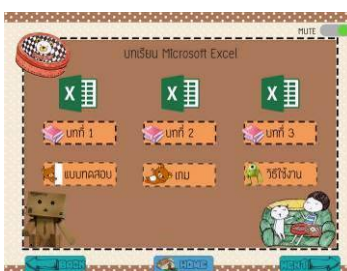 MUTE
บทเรียน Microsoft Excel
บทที่ 1
บทที่ 2
บทที่ 3
แบบทดสอบ
เกม
วิธีใช้งาน
BACK
HOME
NEXT